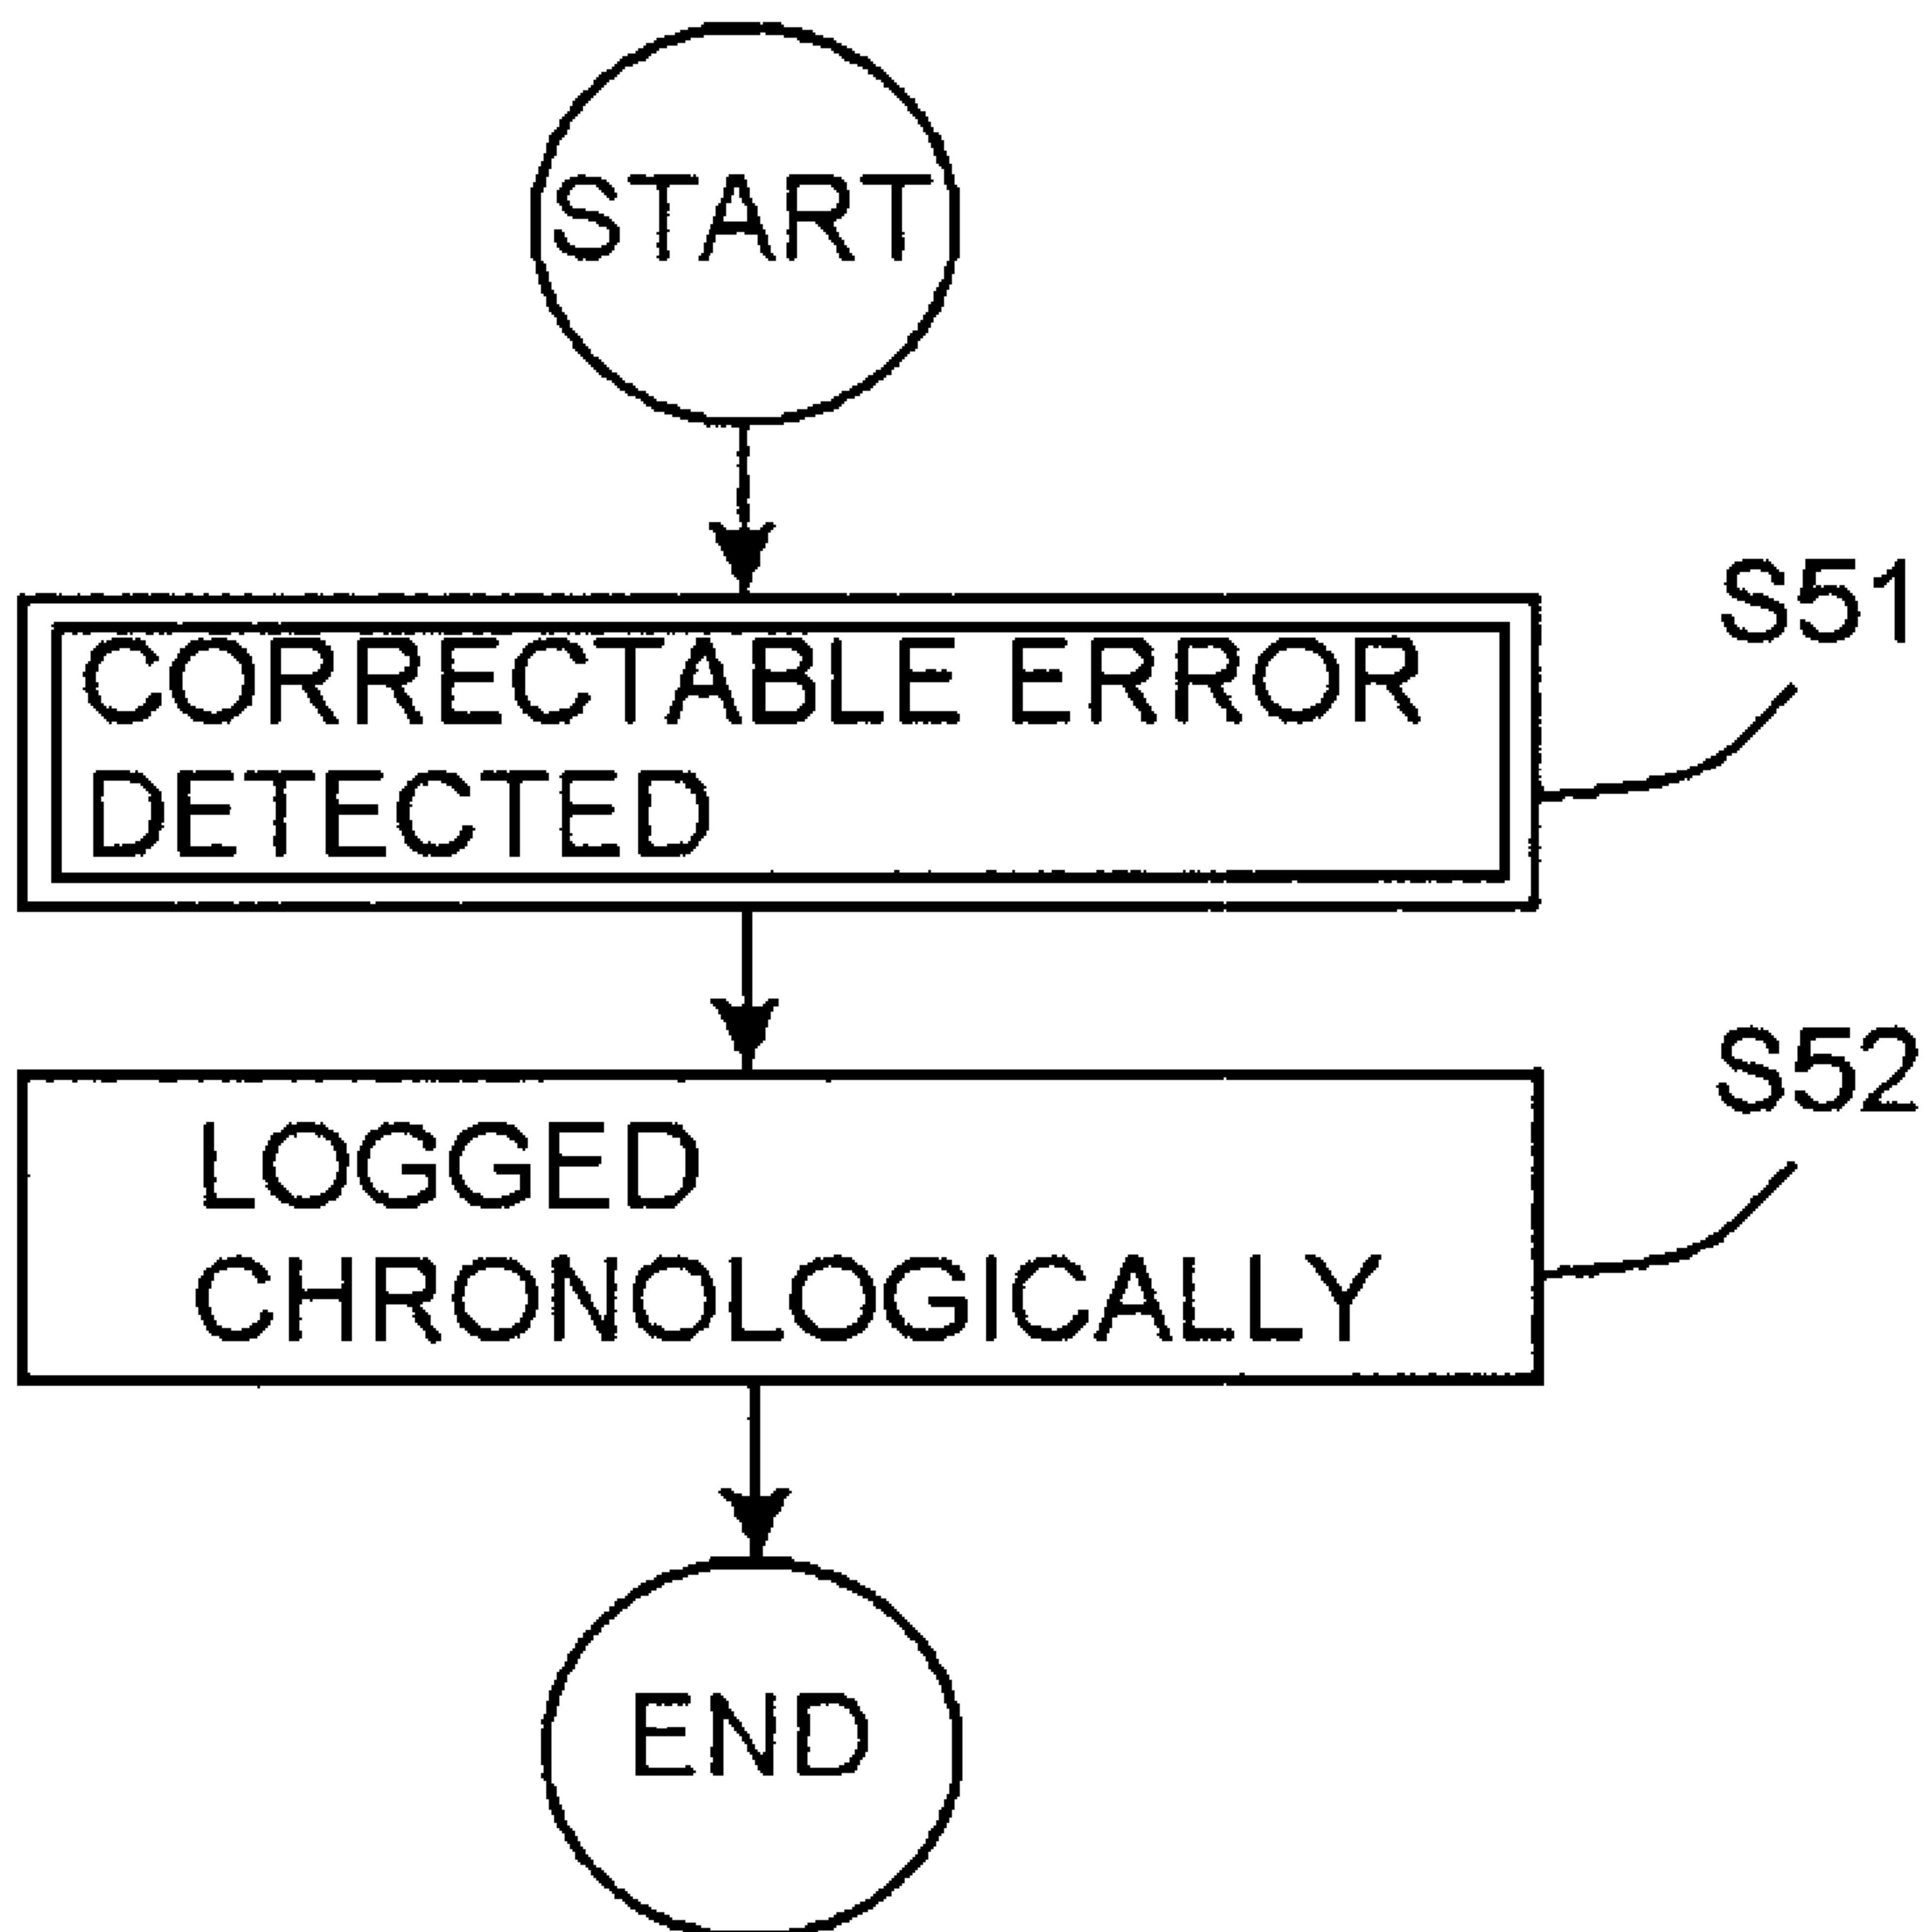 START
S51
CORRECTABLE ERROR
DETECTED
S52
LOGGED
CHRONOLOGICALLY
END